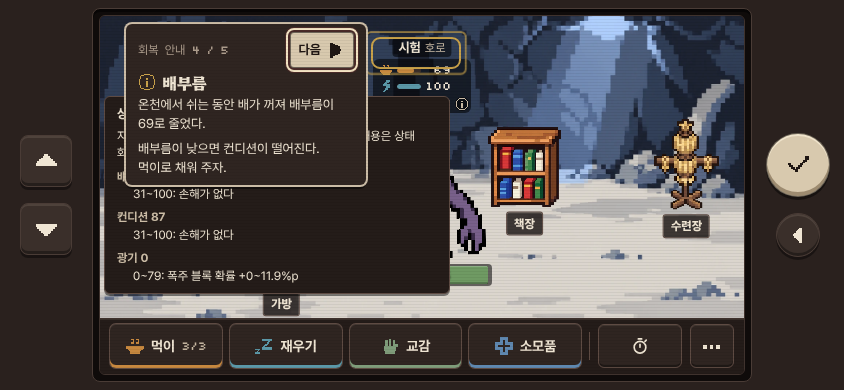 회복 안내 4 / 5
다음
시험 호로
배부름
온천에서 쉬는 동안 배가 꺼져 배부름이
69로 줄었다.
배부름이 낮으면 컨디션이 떨어진다.
먹이로 채워 주자.
69
100
용은 상태
31~100: 손해가 없다
컨디션 87
31~100: 손해가 없다
광기 0
0~79: 폭주 블록 확률 +0~11.9%p
책장
수련장
가방
먹이 3/3
재우기
교감
소모품